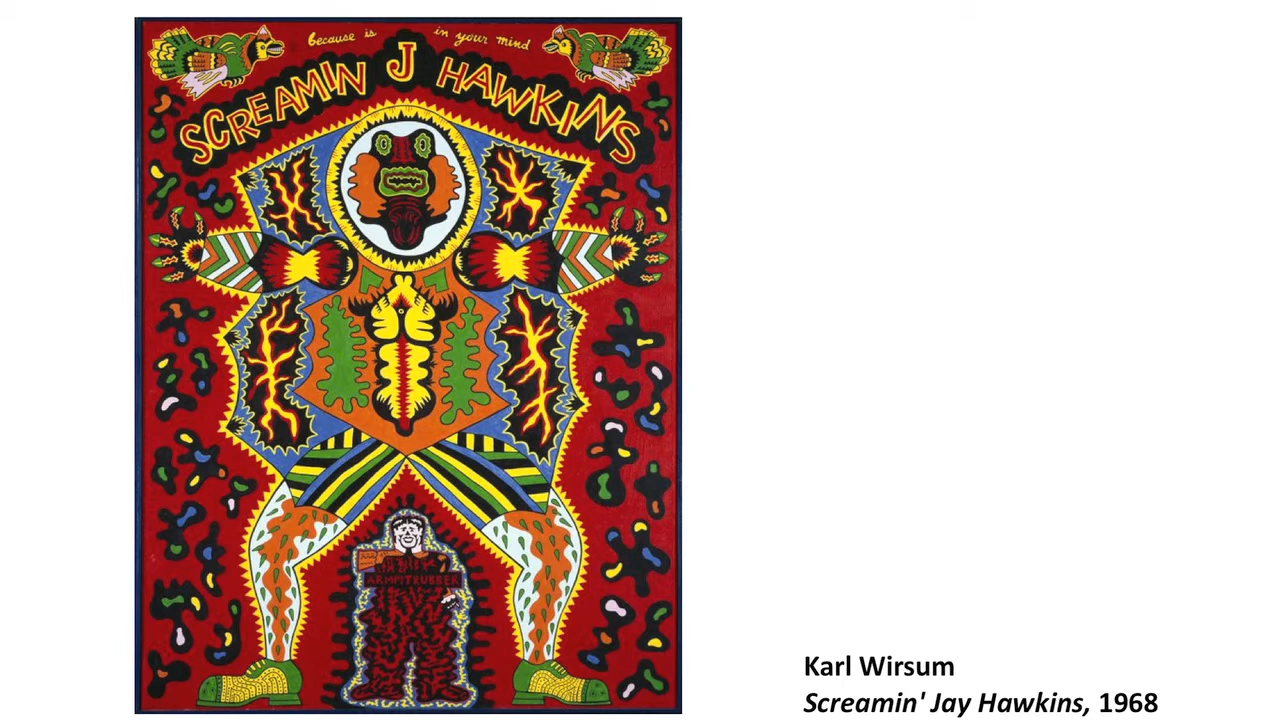 because is in your mind
SCREAMIN J HAWKINS
ARMPITRUBBER
Karl Wirsum
Screamin' Jay Hawkins, 1968